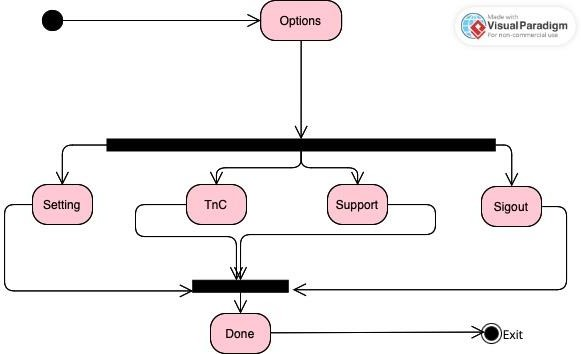 Options
Made with
Visual Paradigm
For non-commercial use
Setting
TnC
Support
Sigout
Done
Exit